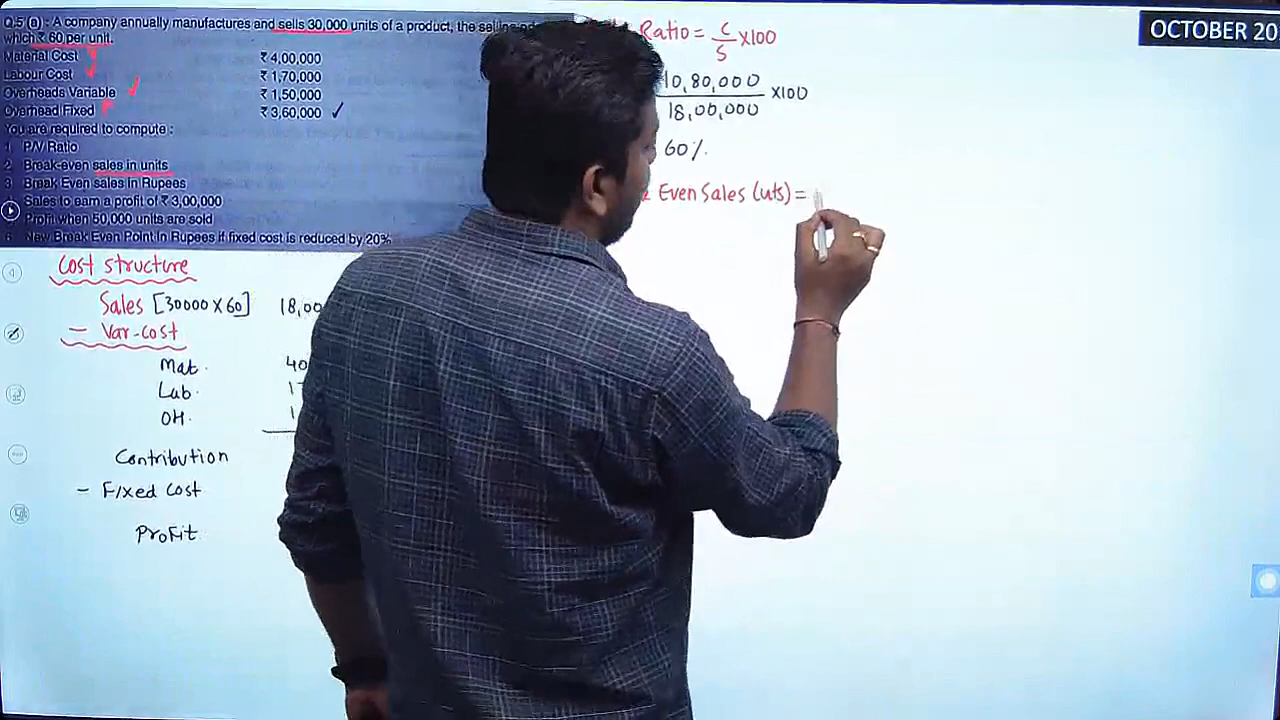 Q.5 (a) : A company annually manufactures and sells 30,000 units of a product, the selling
which ₹ 60 per unit.
Material Cost ₹ 4,00,000
Labour Cost ₹ 1,70,000
Overheads Variable ₹ 1,50,000
Overhead Fixed ₹ 3,60,000
You are required to compute :
1 P/V Ratio
2 Break-even sales in units
3 Break Even sales in Rupees
Sales to earn a profit of ₹ 3,00,000
5 Profit when 50,000 units are sold
6 New Break Even Point in Rupees if fixed cost is reduced by 20%
Cost structure
Sales [30000 X 60] 18,00
- Var-cost
Mat. 40
Lab. 1
OH. 1
Contribution
- Fixed Cost
Profit
Ratio = C/S X100
10,80,000/18,00,000 X100
60%.
Even Sales (uts) =
OCTOBER 20